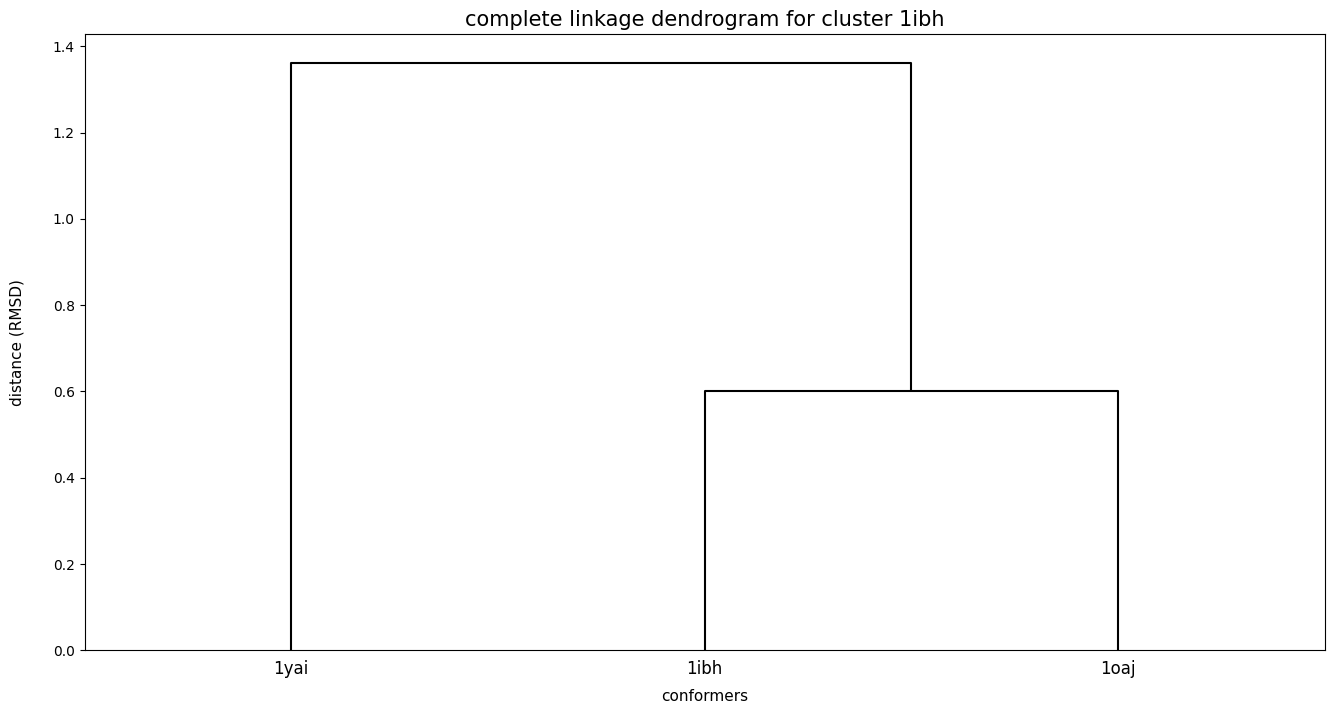 complete linkage dendrogram for cluster 1ibh
1.4
1.2
1.0
0.8
0.6
0.4
0.2
0.0
distance (RMSD)
1yai 1ibh 1oaj
conformers